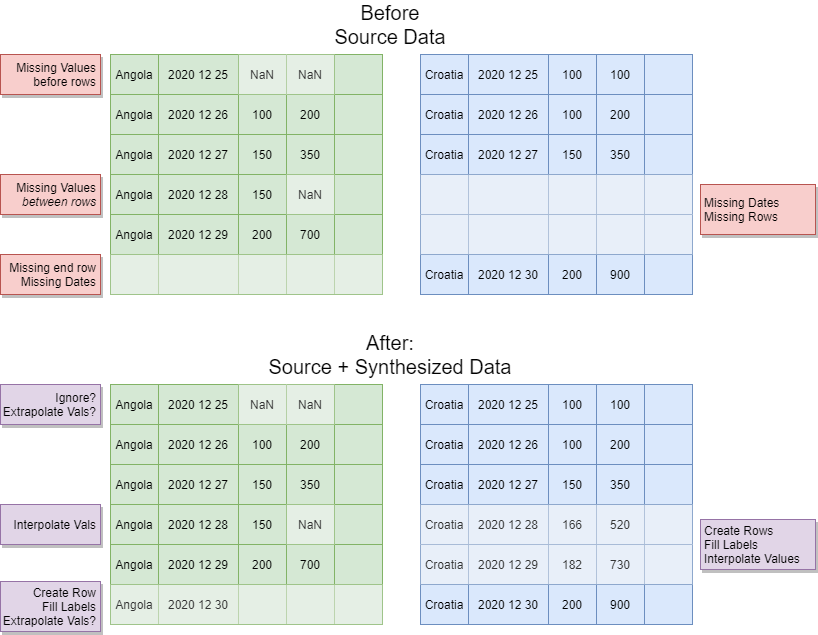 Before
Source Data
Missing Values
before rows
Angola 2020 12 25 NaN NaN
Angola 2020 12 26 100 200
Angola 2020 12 27 150 350
Missing Values
between rows
Angola 2020 12 28 150 NaN
Angola 2020 12 29 200 700
Missing end row
Missing Dates
Croatia 2020 12 25 100 100
Croatia 2020 12 26 100 200
Croatia 2020 12 27 150 350
Missing Dates
Missing Rows
Croatia 2020 12 30 200 900
After:
Source + Synthesized Data
Ignore?
Extrapolate Vals?
Angola 2020 12 25 NaN NaN
Angola 2020 12 26 100 200
Angola 2020 12 27 150 350
Interpolate Vals
Angola 2020 12 28 150 NaN
Angola 2020 12 29 200 700
Create Row
Fill Labels
Extrapolate Vals?
Angola 2020 12 30
Croatia 2020 12 25 100 100
Croatia 2020 12 26 100 200
Croatia 2020 12 27 150 350
Croatia 2020 12 28 166 520
Croatia 2020 12 29 182 730
Create Rows
Fill Labels
Interpolate Values
Croatia 2020 12 30 200 900